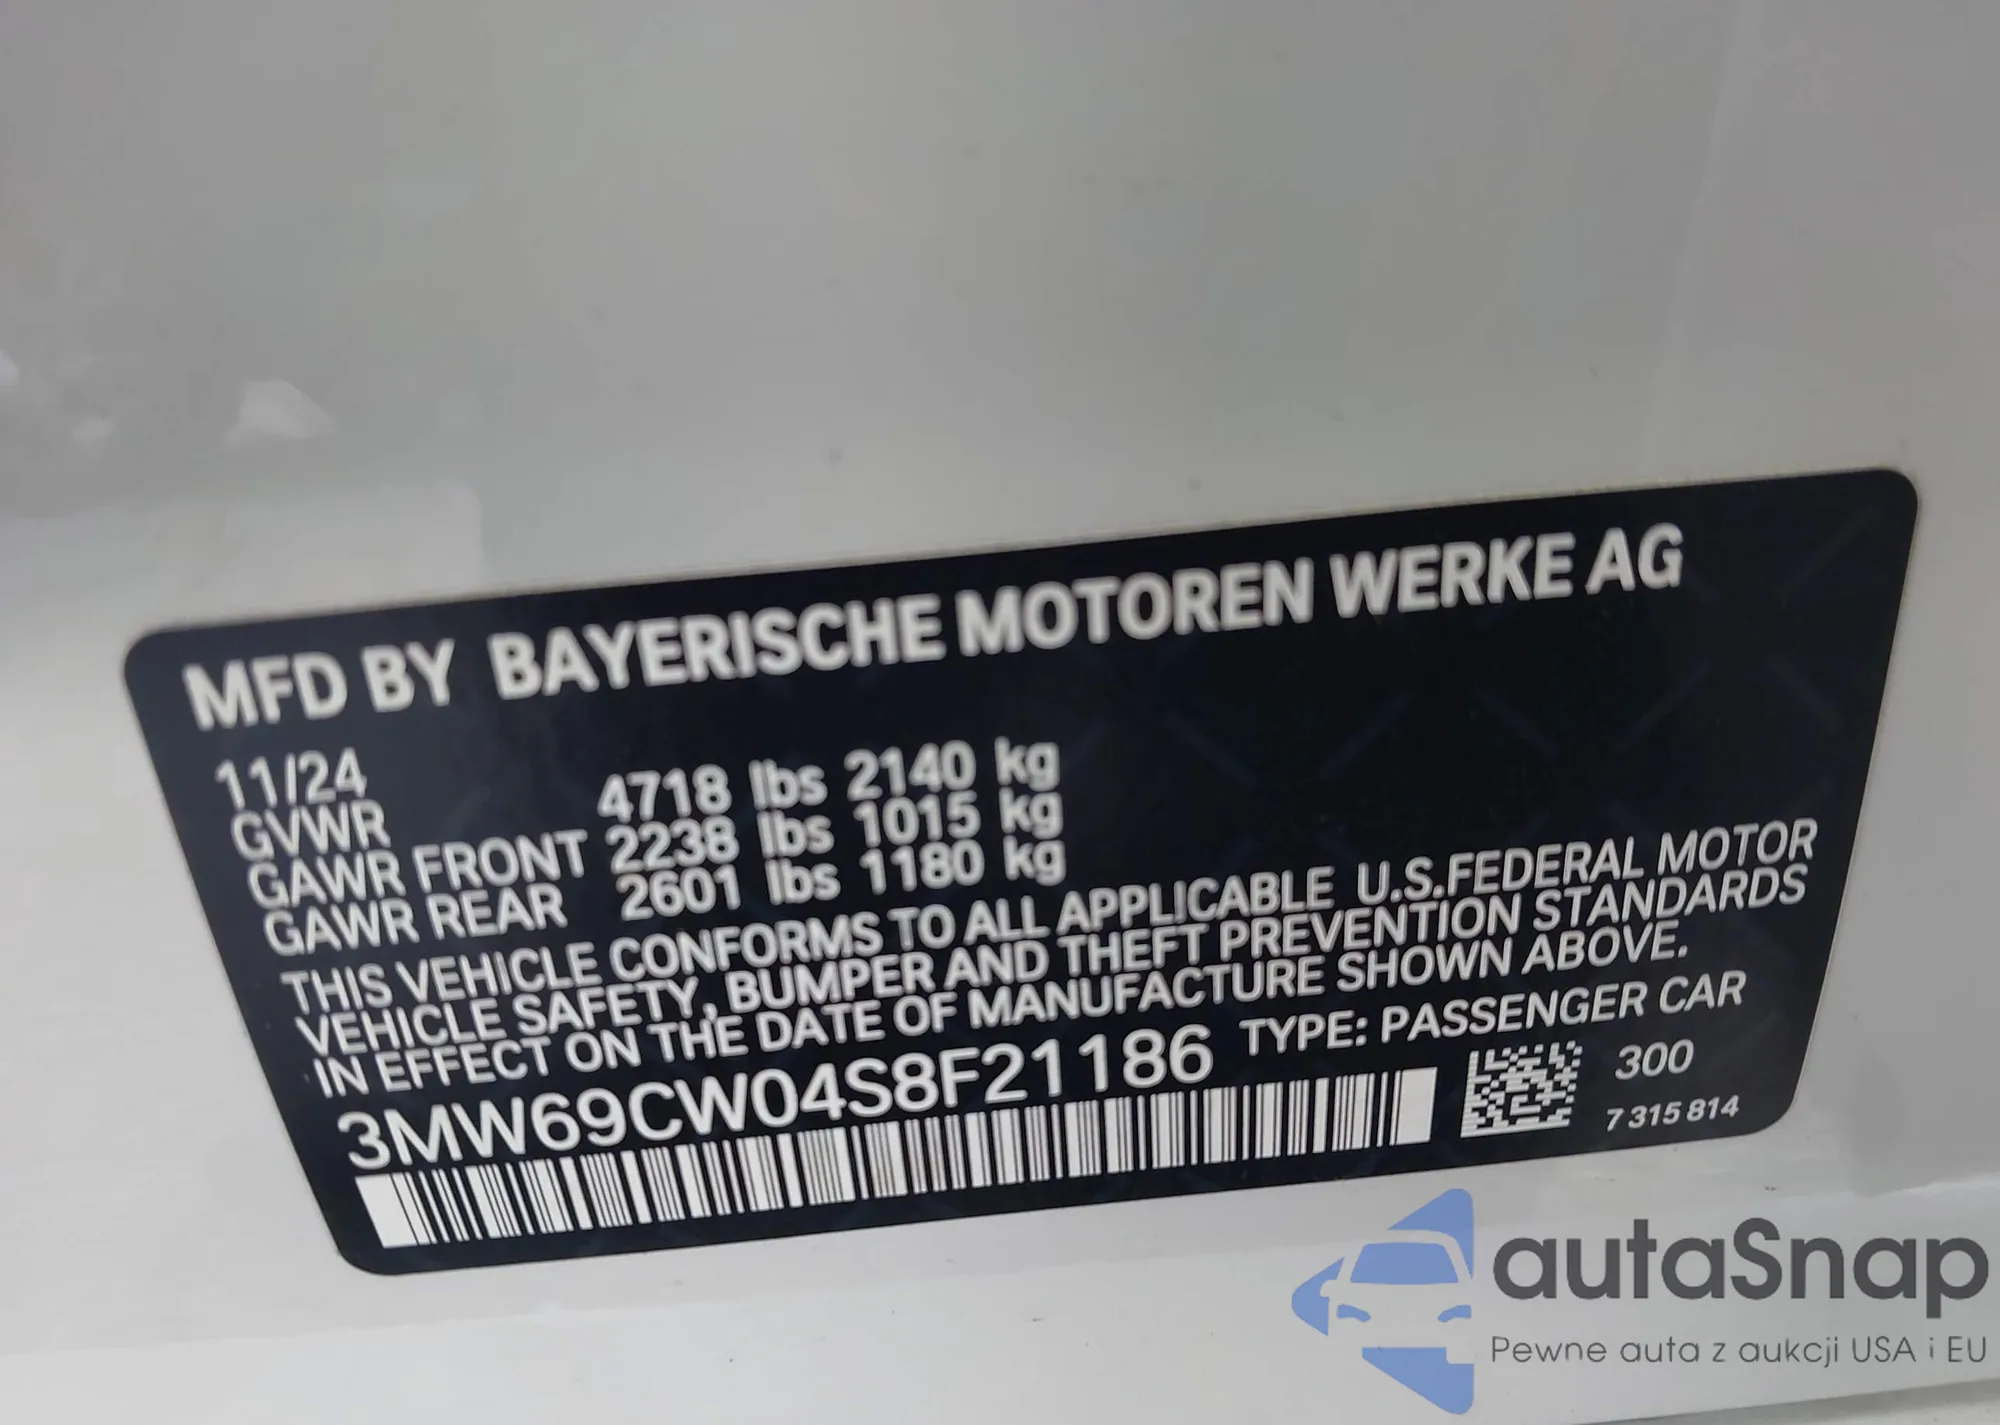 MFD BY BAYERISCHE MOTOREN WERKE AG
11/24
GVWR 4718 lbs 2140 kg
GAWR FRONT 2238 lbs 1015 kg
GAWR REAR 2601 lbs 1180 kg
THIS VEHICLE CONFORMS TO ALL APPLICABLE U.S.FEDERAL MOTOR
VEHICLE SAFETY, BUMPER AND THEFT PREVENTION STANDARDS
IN EFFECT ON THE DATE OF MANUFACTURE SHOWN ABOVE.
3MW69CW04S8F21186 TYPE: PASSENGER CAR
300
7 315 814
autaSnap
Pewne auta z aukcji USA i EU